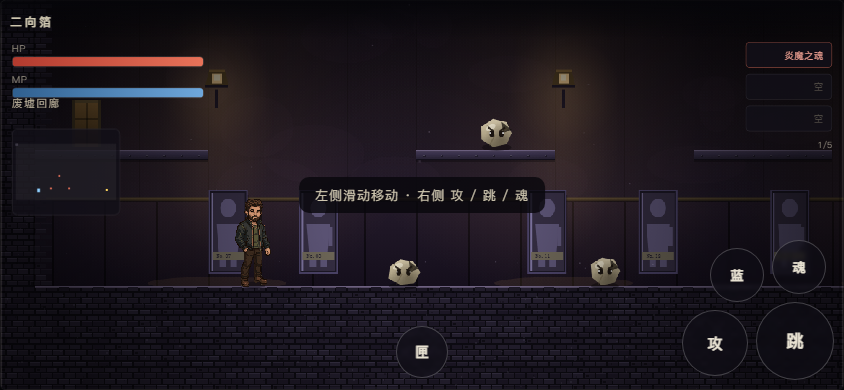 二向箔
HP
MP
废墟回廊
炎魔之魂
空
空
1/5
左侧滑动移动 · 右侧 攻 / 跳 / 魂
蓝
魂
匣
攻
跳